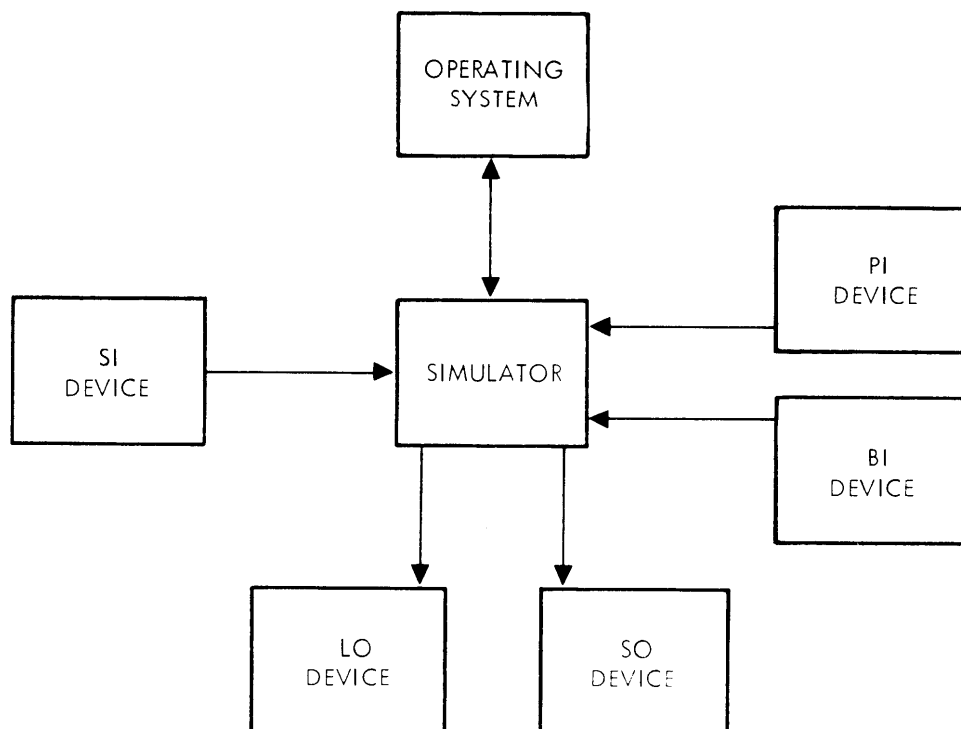 OPERATING
SYSTEM
PI
DEVICE
SI
DEVICE
SIMULATOR
BI
DEVICE
LO
DEVICE
SO
DEVICE